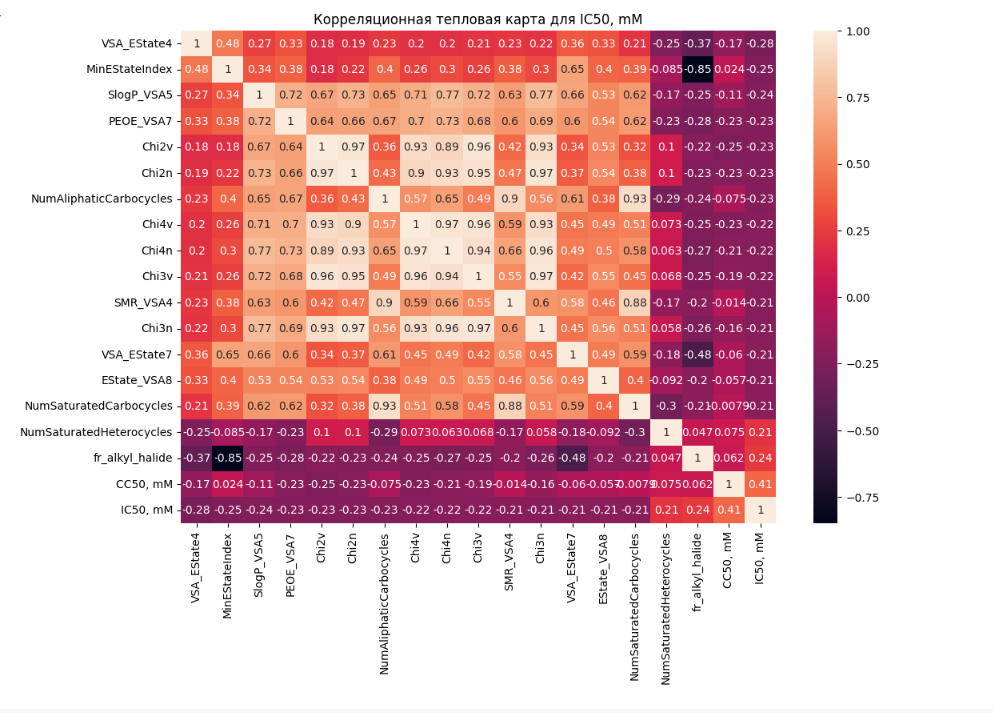 Корреляционная тепловая карта для IC50, mM
VSA_EState4 1 0.48 0.27 0.33 0.18 0.19 0.23 0.2 0.2 0.21 0.23 0.22 0.36 0.33 0.21 -0.25 -0.37 -0.17 -0.28
MinEStateIndex 0.48 1 0.34 0.38 0.18 0.22 0.4 0.26 0.3 0.26 0.38 0.3 0.65 0.4 0.39 -0.085 -0.85 0.024 -0.25
SlogP_VSA5 0.27 0.34 1 0.72 0.67 0.73 0.65 0.71 0.77 0.72 0.63 0.77 0.66 0.53 0.62 -0.17 -0.25 -0.11 -0.24
PEOE_VSA7 0.33 0.38 0.72 1 0.64 0.66 0.67 0.7 0.73 0.68 0.6 0.69 0.6 0.54 0.62 -0.23 -0.28 -0.23 -0.23
Chi2v 0.18 0.18 0.67 0.64 1 0.97 0.36 0.93 0.89 0.96 0.42 0.93 0.34 0.53 0.32 0.1 -0.22 -0.25 -0.23
Chi2n 0.19 0.22 0.73 0.66 0.97 1 0.43 0.9 0.93 0.95 0.47 0.97 0.37 0.54 0.38 0.1 -0.23 -0.23 -0.23
NumAliphaticCarbocycles 0.23 0.4 0.65 0.67 0.36 0.43 1 0.57 0.65 0.49 0.9 0.56 0.61 0.38 0.93 -0.29 -0.24 -0.075 -0.23
Chi4v 0.2 0.26 0.71 0.7 0.93 0.9 0.57 1 0.97 0.96 0.59 0.93 0.45 0.49 0.51 0.073 -0.25 -0.23 -0.22
Chi4n 0.2 0.3 0.77 0.73 0.89 0.93 0.65 0.97 1 0.94 0.66 0.96 0.49 0.5 0.58 0.063 -0.27 -0.21 -0.22
Chi3v 0.21 0.26 0.72 0.68 0.96 0.95 0.49 0.96 0.94 1 0.55 0.97 0.42 0.55 0.45 0.068 -0.25 -0.19 -0.22
SMR_VSA4 0.23 0.38 0.63 0.6 0.42 0.47 0.9 0.59 0.66 0.55 1 0.6 0.58 0.46 0.88 -0.17 -0.2 -0.014 -0.21
Chi3n 0.22 0.3 0.77 0.69 0.93 0.97 0.56 0.93 0.96 0.97 0.6 1 0.45 0.56 0.51 0.058 -0.26 -0.16 -0.21
VSA_EState7 0.36 0.65 0.66 0.6 0.34 0.37 0.61 0.45 0.49 0.42 0.58 0.45 1 0.49 0.59 -0.18 -0.48 -0.06 -0.21
EState_VSA8 0.33 0.4 0.53 0.54 0.53 0.54 0.38 0.49 0.5 0.55 0.46 0.56 0.49 1 0.4 -0.092 -0.2 -0.057 -0.21
NumSaturatedCarbocycles 0.21 0.39 0.62 0.62 0.32 0.38 0.93 0.51 0.58 0.45 0.88 0.51 0.59 0.4 1 -0.3 -0.21 -0.0079 -0.21
NumSaturatedHeterocycles -0.25 -0.085 -0.17 -0.23 0.1 0.1 -0.29 0.073 0.063 0.068 -0.17 0.058 -0.18 -0.092 -0.3 1 0.047 0.075 0.21
fr_alkyl_halide -0.37 -0.85 -0.25 -0.28 -0.22 -0.23 -0.24 -0.25 -0.27 -0.25 -0.2 -0.26 -0.48 -0.2 -0.21 0.047 1 0.062 0.24
CC50, mM -0.17 0.024 -0.11 -0.23 -0.25 -0.23 -0.075 -0.23 -0.21 -0.19 -0.014 -0.16 -0.06 -0.057 -0.0079 0.075 0.062 1 0.41
IC50, mM -0.28 -0.25 -0.24 -0.23 -0.23 -0.23 -0.23 -0.22 -0.22 -0.22 -0.21 -0.21 -0.21 -0.21 -0.21 0.21 0.24 0.41 1
VSA_EState4
MinEStateIndex
SlogP_VSA5
PEOE_VSA7
Chi2v
Chi2n
NumAliphaticCarbocycles
Chi4v
Chi4n
Chi3v
SMR_VSA4
Chi3n
VSA_EState7
EState_VSA8
NumSaturatedCarbocycles
NumSaturatedHeterocycles
fr_alkyl_halide
CC50, mM
IC50, mM
1.00
0.75
0.50
0.25
0.00
−0.25
−0.50
−0.75